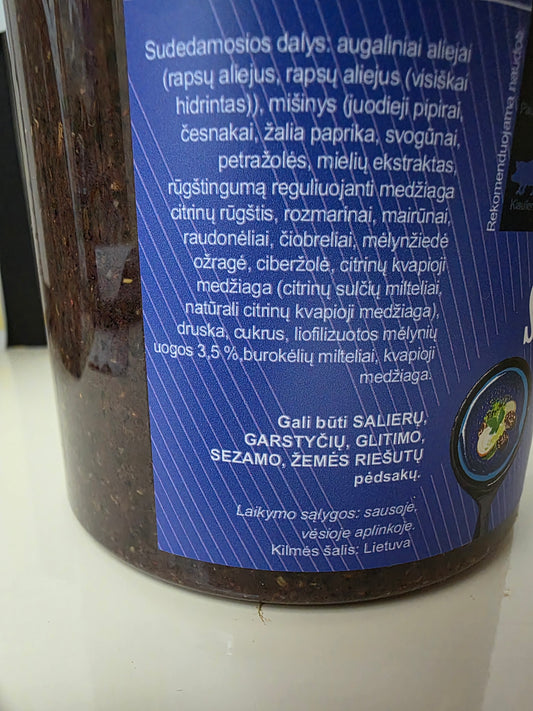 Sudedamosios dalys: augaliniai aliejai
(rapsų aliejus, rapsų aliejus (visiškai
hidrintas)), mišinys (juodieji pipirai,
česnakai, žalia paprika, svogūnai,
petražolės, mielių ekstraktas,
rūgštingumą reguliuojanti medžiaga
citrinų rūgštis, rozmarinai, mairūnai,
raudonėliai, čiobreliai, mėlynžiedė
ožragė, ciberžolė, citrinų kvapioji
medžiaga (citrinų sulčių milteliai,
natūrali citrinų kvapioji medžiaga),
druska, cukrus, liofilizuotos mėlynių
uogos 3,5 %,burokėlių milteliai, kvapioji
medžiaga.
Gali būti SALIERŲ,
GARSTYČIŲ, GLITIMO,
SEZAMO, ŽEMĖS RIEŠUTŲ
pėdsakų.
Laikymo sąlygos: sausoje,
vėsioje aplinkoje.
Kilmės šalis: Lietuva
Rekomenduojama